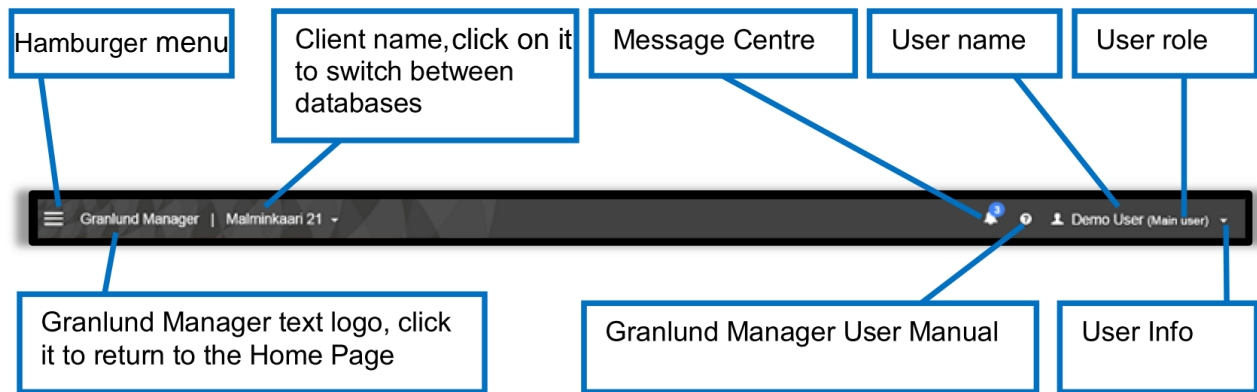 Hamburger menu
Client name, click on it
to switch between
databases
Message Centre
User name
User role
Granlund Manager | Malminkaari 21
3
?
Demo User (Main user)
Granlund Manager text logo, click
it to return to the Home Page
Granlund Manager User Manual
User Info